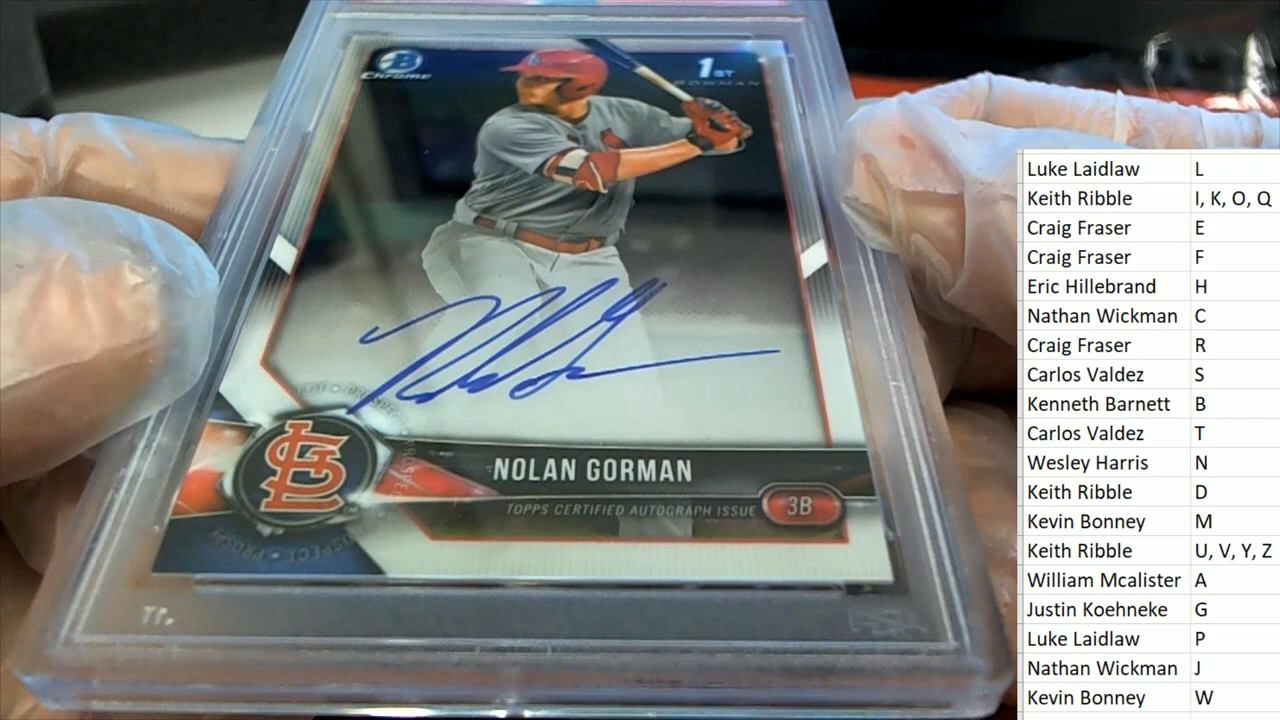 B
Chrome
1ST
BOWMAN
NOLAN GORMAN
TOPPS CERTIFIED AUTOGRAPH ISSUE
3B
STL
Luke Laidlaw L
Keith Ribble I, K, O, Q
Craig Fraser E
Craig Fraser F
Eric Hillebrand H
Nathan Wickman C
Craig Fraser R
Carlos Valdez S
Kenneth Barnett B
Carlos Valdez T
Wesley Harris N
Keith Ribble D
Kevin Bonney M
Keith Ribble U, V, Y, Z
William Mcalister A
Justin Koehneke G
Luke Laidlaw P
Nathan Wickman J
Kevin Bonney W